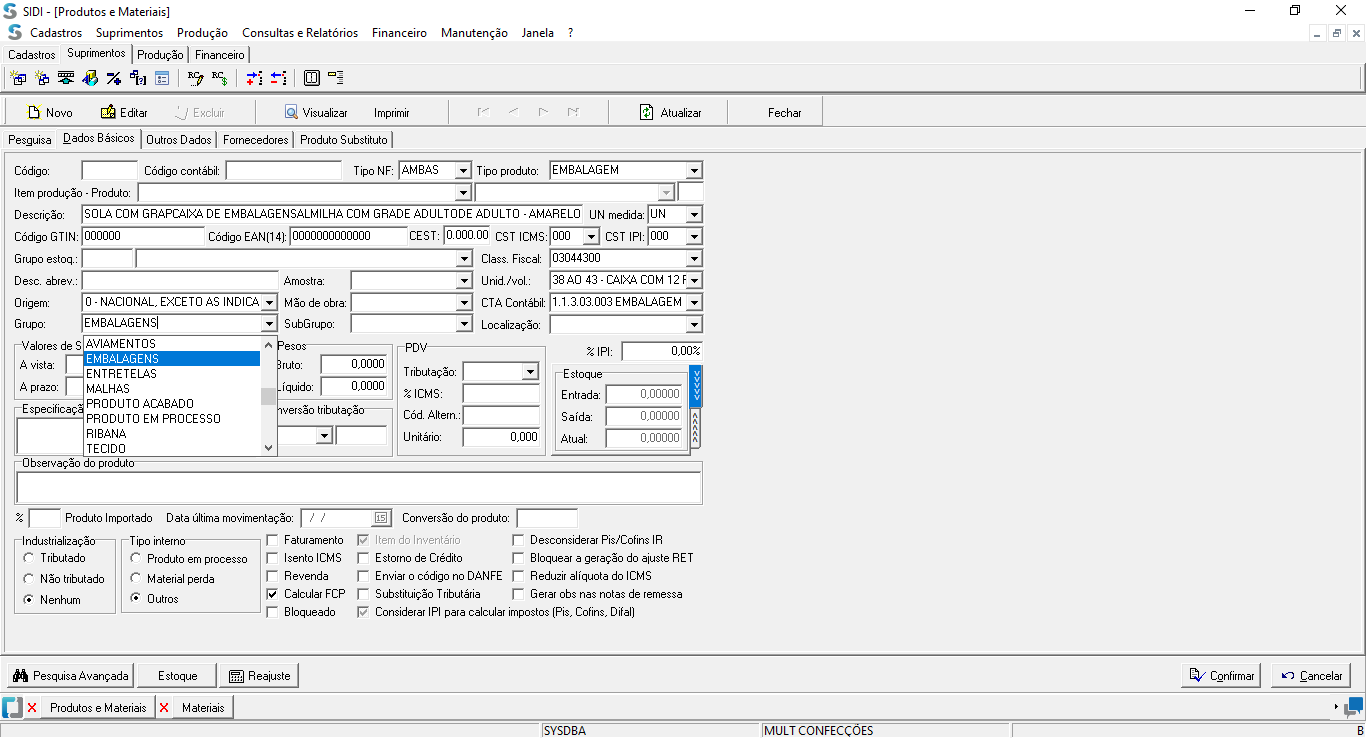 SIDI - [Produtos e Materiais]
Cadastros Suprimentos Produção Consultas e Relatórios Financeiro Manutenção Janela ?
Cadastros Suprimentos Produção Financeiro
Novo Editar Excluir Visualizar Imprimir Atualizar Fechar
Pesquisa Dados Básicos Outros Dados Fornecedores Produto Substituto
Código: Código contábil: Tipo NF: AMBAS Tipo produto: EMBALAGEM
Item produção - Produto:
Descrição: SOLA COM GRAPCAIXA DE EMBALAGENSALMILHA COM GRADE ADULTODE ADULTO - AMARELO UN medida: UN
Código GTIN: 000000 Código EAN(14): 0000000000000 CEST: 0.000.00 CST ICMS: 000 CST IPI: 000
Grupo estoq.: Class. Fiscal: 03044300
Desc. abrev.: Amostra: Unid./vol.: 38 AO 43 - CAIXA COM 12 F
Origem: 0 - NACIONAL, EXCETO AS INDICA Mão de obra: CTA Contábil: 1.1.3.03.003 EMBALAGEM
Grupo: EMBALAGENS SubGrupo: Localização:
Valores de S Pesos PDV % IPI: 0,00%
A vista: Bruto: 0,0000
A prazo: Líquido: 0,0000
AVIAMENTOS
EMBALAGENS
ENTRETELAS
MALHAS
PRODUTO ACABADO
PRODUTO EM PROCESSO
RIBANA
TECIDO
Especificaçã nversão tributação
Tributação:
% ICMS:
Cód. Altern.:
Unitário: 0,000
Estoque
Entrada: 0,00000
Saída: 0,00000
Atual: 0,00000
Observação do produto
% Produto Importado Data última movimentação: / / 15 Conversão do produto:
Industrialização
Tributado
Não tributado
Nenhum
Tipo interno
Produto em processo
Material perda
Outros
Faturamento Item do Inventário Desconsiderar Pis/Cofins IR
Isento ICMS Estorno de Crédito Bloquear a geração do ajuste RET
Revenda Enviar o código no DANFE Reduzir alíquota do ICMS
Calcular FCP Substituição Tributária Gerar obs nas notas de remessa
Bloqueado Considerar IPI para calcular impostos (Pis, Cofins, Difal)
Pesquisa Avançada Estoque Reajuste Confirmar Cancelar
Produtos e Materiais Materiais
SYSDBA MULT CONFECÇÕES B